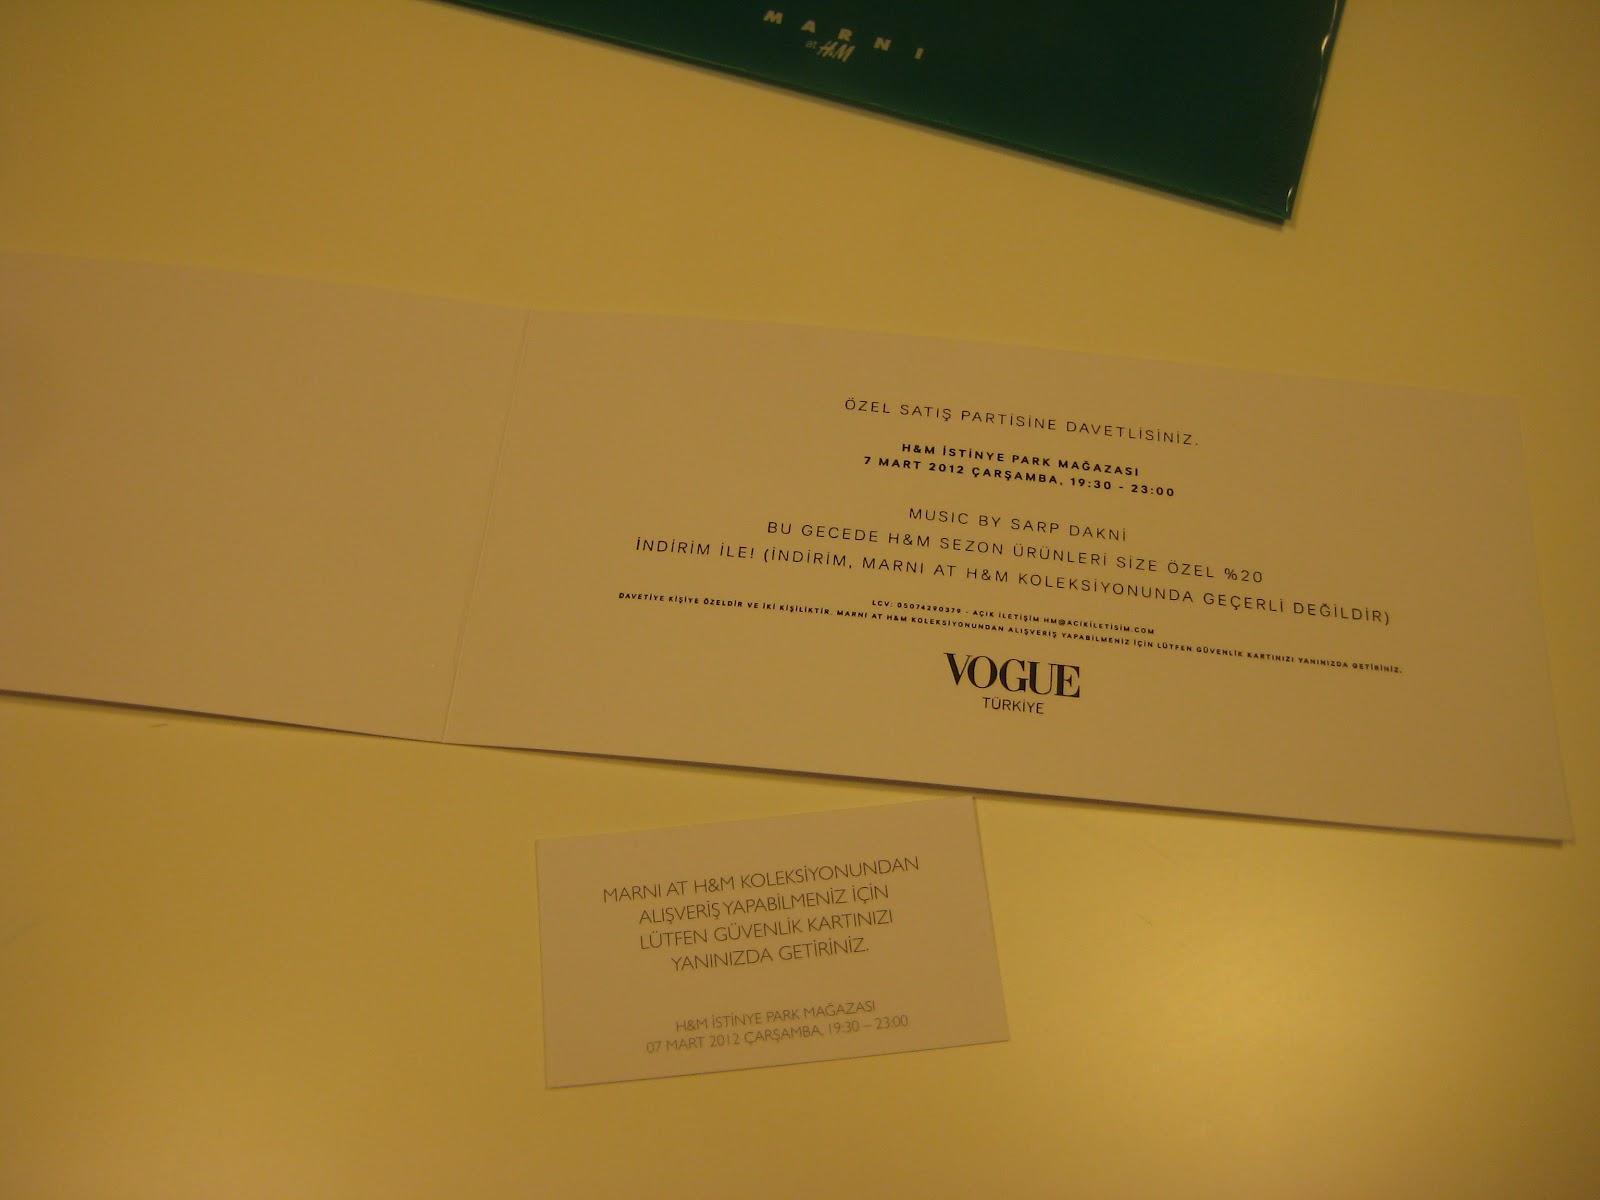 MARNI
at H&M
ÖZEL SATIŞ PARTİSİNE DAVETLİSİNİZ.
H&M İSTİNYE PARK MAĞAZASI
7 MART 2012 ÇARŞAMBA, 19:30 - 23:00
MUSIC BY SARP DAKNİ
BU GECEDE H&M SEZON ÜRÜNLERİ SİZE ÖZEL %20
İNDİRİM İLE! (İNDİRİM, MARNI AT H&M KOLEKSİYONUNDA GEÇERLİ DEĞİLDİR)
LCV: 05074290379 - AÇIK İLETİŞİM HM@ACIKILETISIM.COM
DAVETİYE KİŞİYE ÖZELDİR VE İKİ KİŞİLİKTİR. MARNI AT H&M KOLEKSİYONUNDAN ALIŞVERİŞ YAPABİLMENİZ İÇİN LÜTFEN GÜVENLİK KARTINIZI YANINIZDA GETİRİNİZ.
VOGUE
TÜRKİYE
MARNI AT H&M KOLEKSİYONUNDAN
ALIŞVERİŞ YAPABİLMENİZ İÇİN
LÜTFEN GÜVENLİK KARTINIZI
YANINIZDA GETİRİNİZ.
H&M İSTİNYE PARK MAĞAZASI
07 MART 2012 ÇARŞAMBA, 19:30 – 23:00